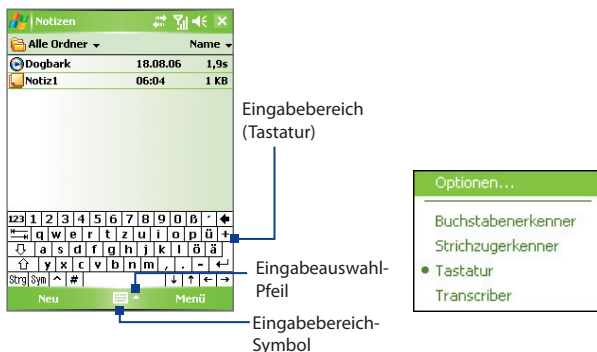 Notizen
Alle Ordner Name
Dogbark 18.08.06 1,9s
Notiz1 06:04 1 KB
Eingabebereich
(Tastatur)
123 1 2 3 4 5 6 7 8 9 0 ß ´
q w e r t z u i o p ü +
a s d f g h j k l ö ä
y x c v b n m , . -
Strg Sym ^ #
Neu Menü
Eingabeauswahl-
Pfeil
Eingabebereich-
Symbol
Optionen...
Buchstabenerkenner
Strichzugerkenner
Tastatur
Transcriber